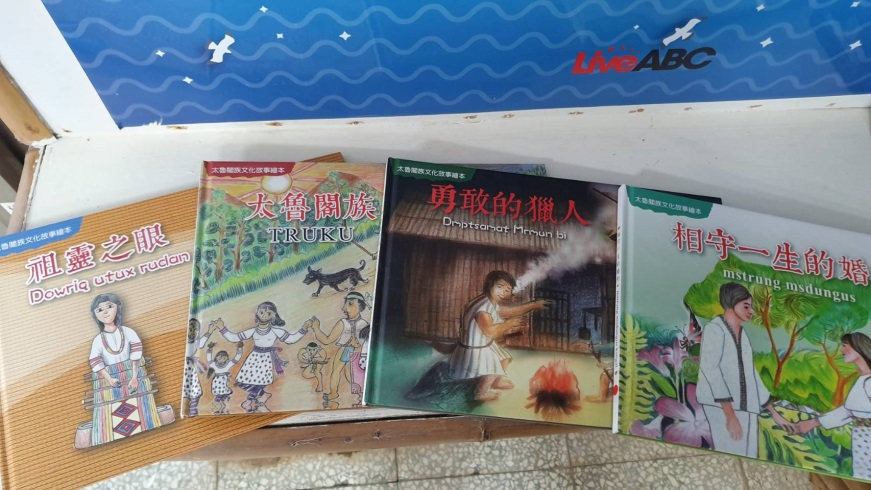 LiveABC
太魯閣族文化故事繪本
祖靈之眼
Dowriq utux rudan
太魯閣族文化故事繪本
太魯閣族
TRUKU
太魯閣族文化故事繪本
勇敢的獵人
Dmptsamat Mrmun bi
太魯閣族文化故事繪本
相守一生的婚
mstrung msdungus